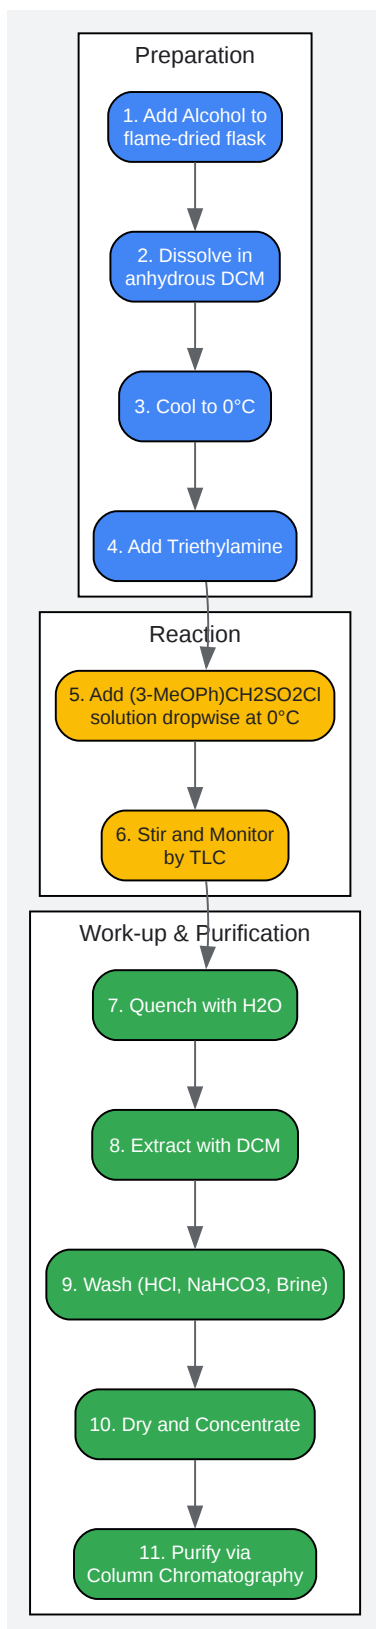 Preparation
1. Add Alcohol to
flame-dried flask
2. Dissolve in
anhydrous DCM
3. Cool to 0°C
4. Add Triethylamine
Reaction
5. Add (3-MeOPh)CH2SO2Cl
solution dropwise at 0°C
6. Stir and Monitor
by TLC
Work-up & Purification
7. Quench with H2O
8. Extract with DCM
9. Wash (HCl, NaHCO3, Brine)
10. Dry and Concentrate
11. Purify via
Column Chromatography